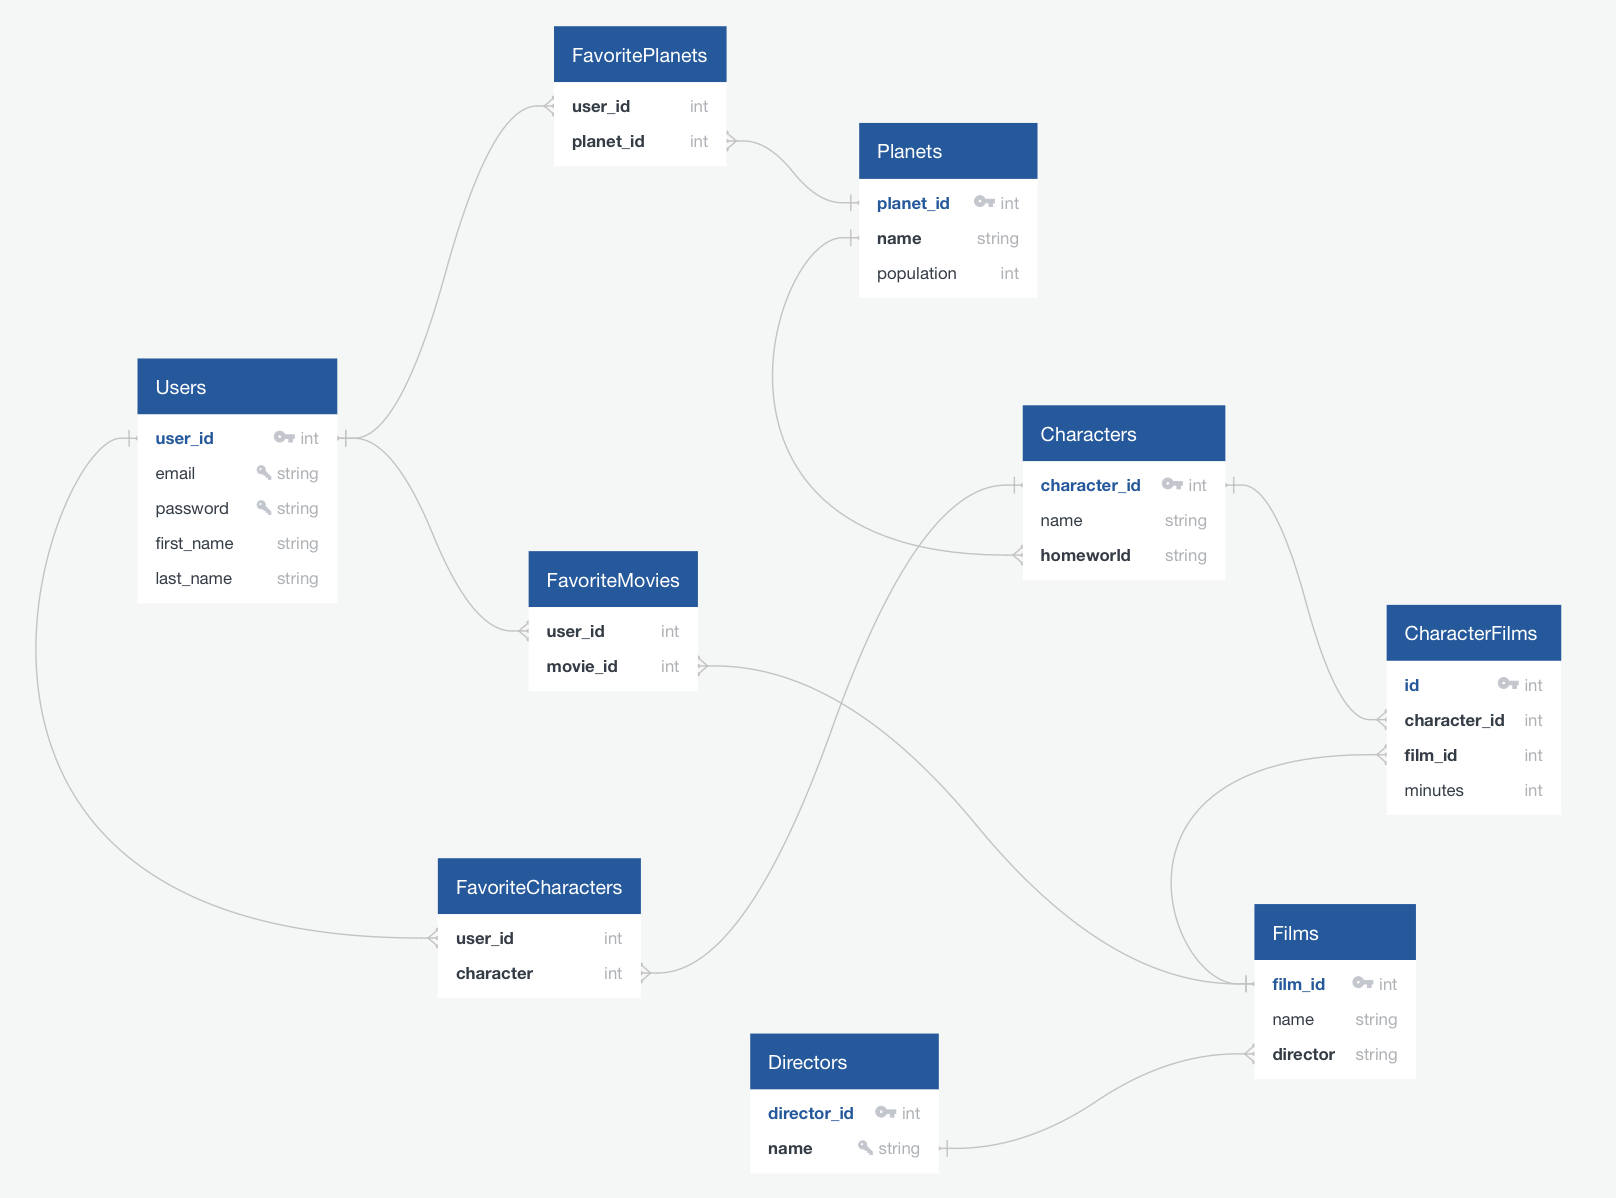 FavoritePlanets
user_id int
planet_id int
Planets
planet_id int
name string
population int
Users
user_id int
email string
password string
first_name string
last_name string
Characters
character_id int
name string
homeworld string
FavoriteMovies
user_id int
movie_id int
CharacterFilms
id int
character_id int
film_id int
minutes int
FavoriteCharacters
user_id int
character int
Films
film_id int
name string
director string
Directors
director_id int
name string